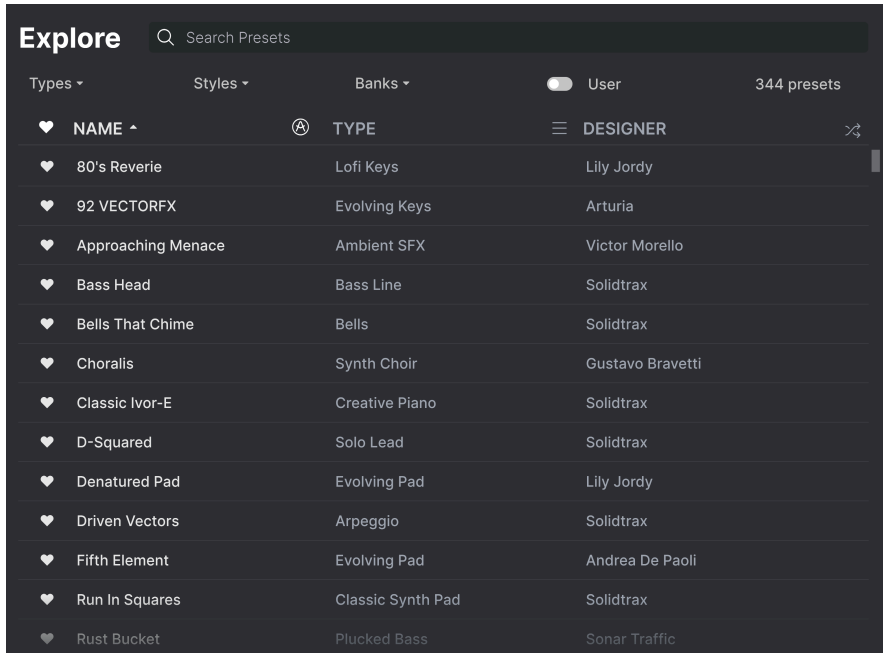 Explore Search Presets
Types Styles Banks User 344 presets
NAME TYPE DESIGNER
80's Reverie Lofi Keys Lily Jordy
92 VECTORFX Evolving Keys Arturia
Approaching Menace Ambient SFX Victor Morello
Bass Head Bass Line Solidtrax
Bells That Chime Bells Solidtrax
Choralis Synth Choir Gustavo Bravetti
Classic Ivor-E Creative Piano Solidtrax
D-Squared Solo Lead Solidtrax
Denatured Pad Evolving Pad Lily Jordy
Driven Vectors Arpeggio Solidtrax
Fifth Element Evolving Pad Andrea De Paoli
Run In Squares Classic Synth Pad Solidtrax
Rust Bucket Plucked Bass Sonar Traffic